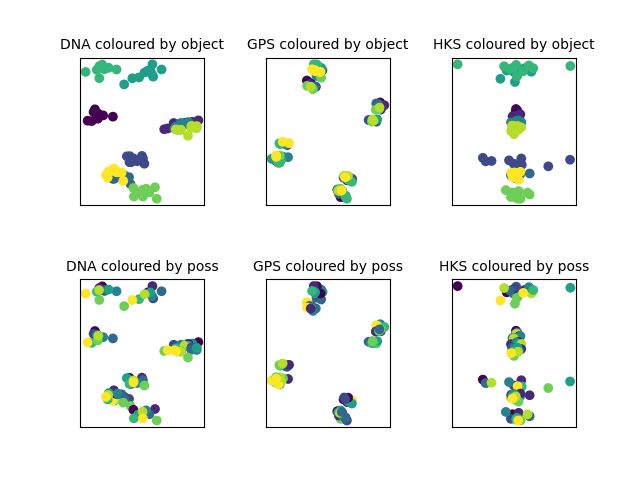 DNA coloured by object
GPS coloured by object
HKS coloured by object
DNA coloured by poss
GPS coloured by poss
HKS coloured by poss